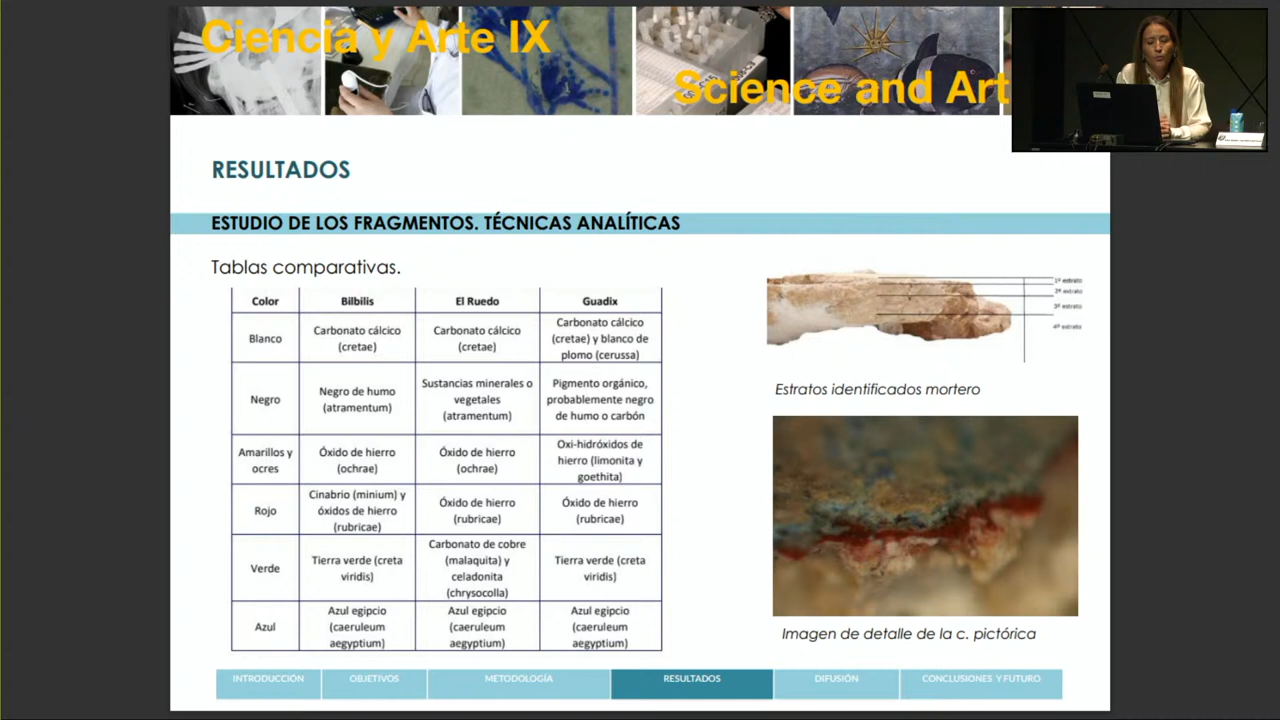 Ciencia y Arte IX
Science and Art
RESULTADOS
ESTUDIO DE LOS FRAGMENTOS. TÉCNICAS ANALÍTICAS
Tablas comparativas.
Color Bilbilis El Ruedo Guadix
Blanco Carbonato cálcico (cretae) Carbonato cálcico (cretae) Carbonato cálcico (cretae) y blanco de plomo (cerussa)
Negro Negro de humo (atramentum) Sustancias minerales o vegetales (atramentum) Pigmento orgánico, probablemente negro de humo o carbón
Amarillos y ocres Óxido de hierro (ochrae) Óxido de hierro (ochrae) Oxi-hidróxidos de hierro (limonita y goethita)
Rojo Cinabrio (minium) y óxidos de hierro (rubricae) Óxido de hierro (rubricae) Óxido de hierro (rubricae)
Verde Tierra verde (creta viridis) Carbonato de cobre (malaquita) y celadonita (chrysocolla) Tierra verde (creta viridis)
Azul Azul egipcio (caeruleum aegyptium) Azul egipcio (caeruleum aegyptium) Azul egipcio (caeruleum aegyptium)
1º estrato
estrato
3º estrato
4º estrato
Estratos identificados mortero
Imagen de detalle de la c. pictórica
INTRODUCCIÓN OBJETIVOS METODOLOGÍA RESULTADOS DIFUSIÓN CONCLUSIONES Y FUTURO